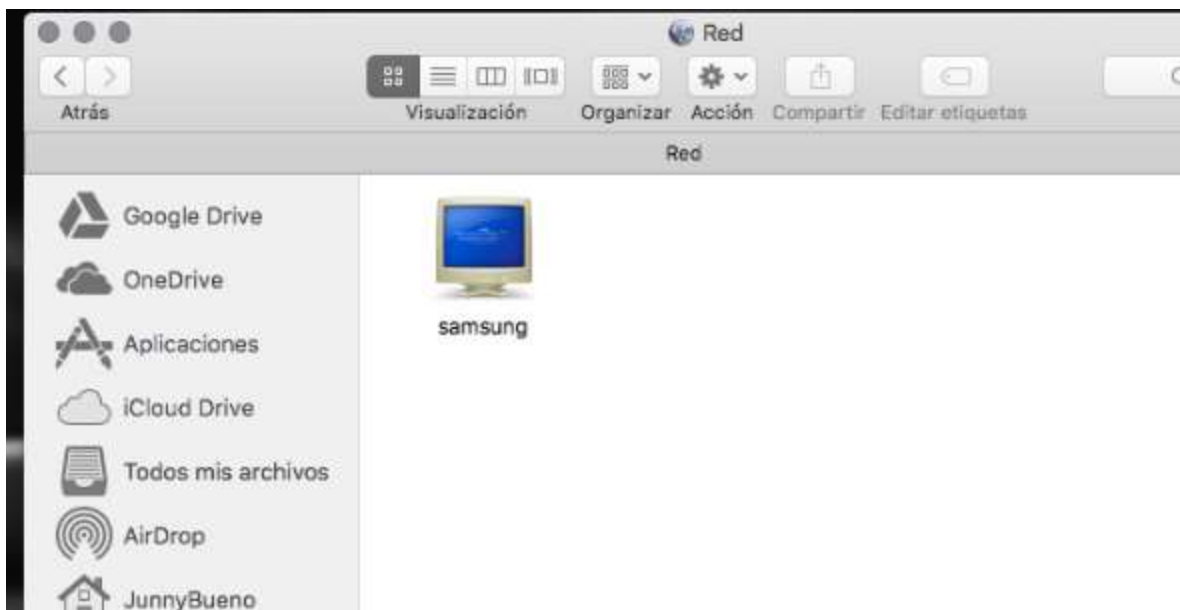 Red
Atrás
Visualización
Organizar
Acción
Compartir
Editar etiquetas
Red
Google Drive
OneDrive
Aplicaciones
iCloud Drive
Todos mis archivos
AirDrop
JunnyBueno
samsung